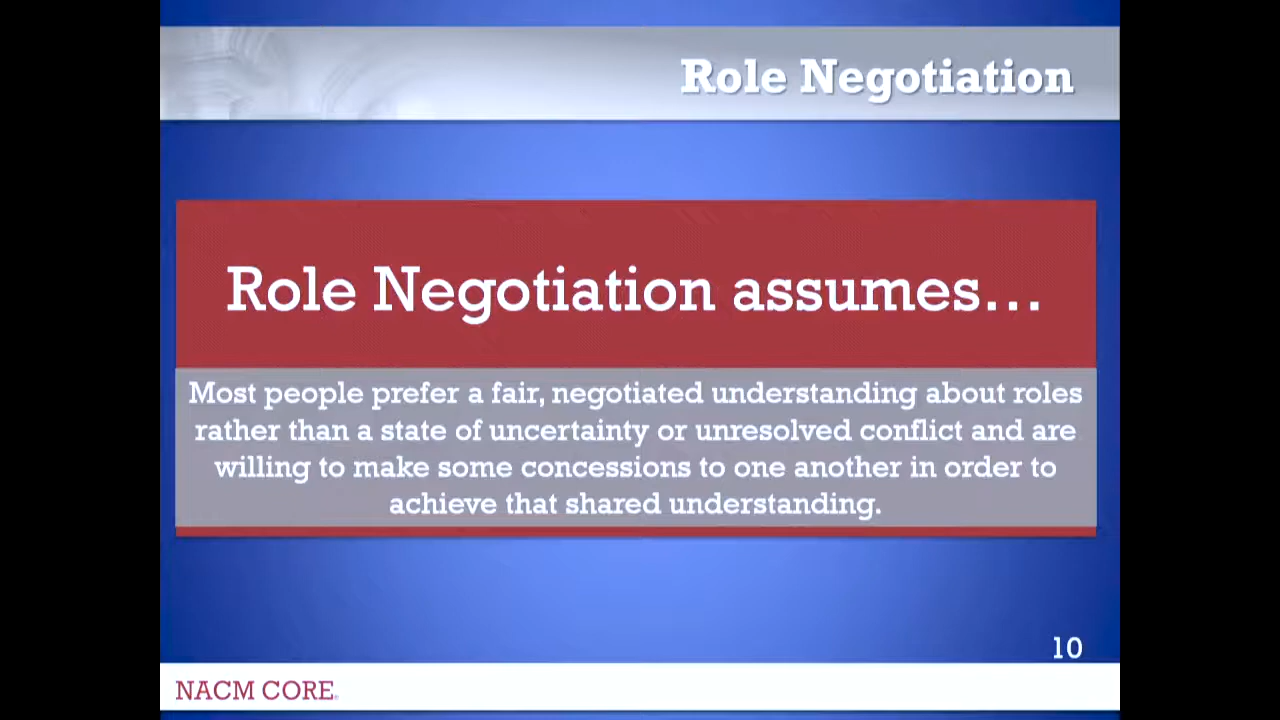 Role Negotiation
Role Negotiation assumes…
Most people prefer a fair, negotiated understanding about roles
rather than a state of uncertainty or unresolved conflict and are
willing to make some concessions to one another in order to
achieve that shared understanding.
10
NACM CORE